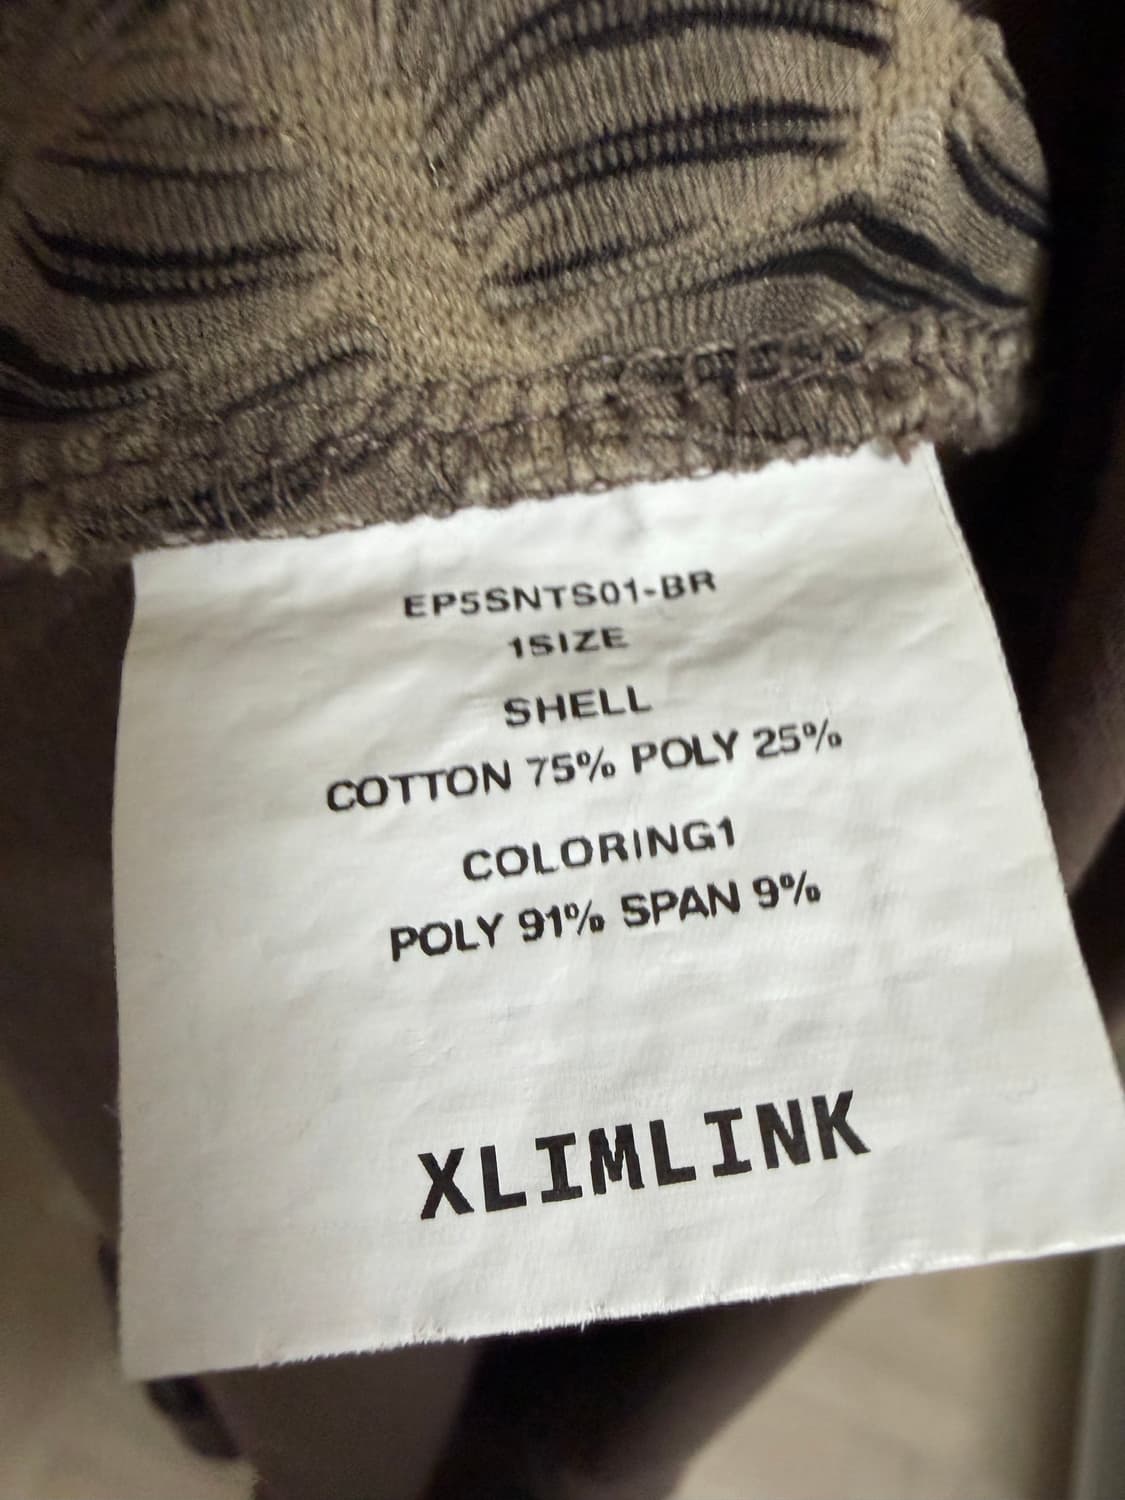 EP5SNTS01-BR
1SIZE
SHELL
COTTON 75% POLY 25%
COLORING1
POLY 91% SPAN 9%
XLIMLINK